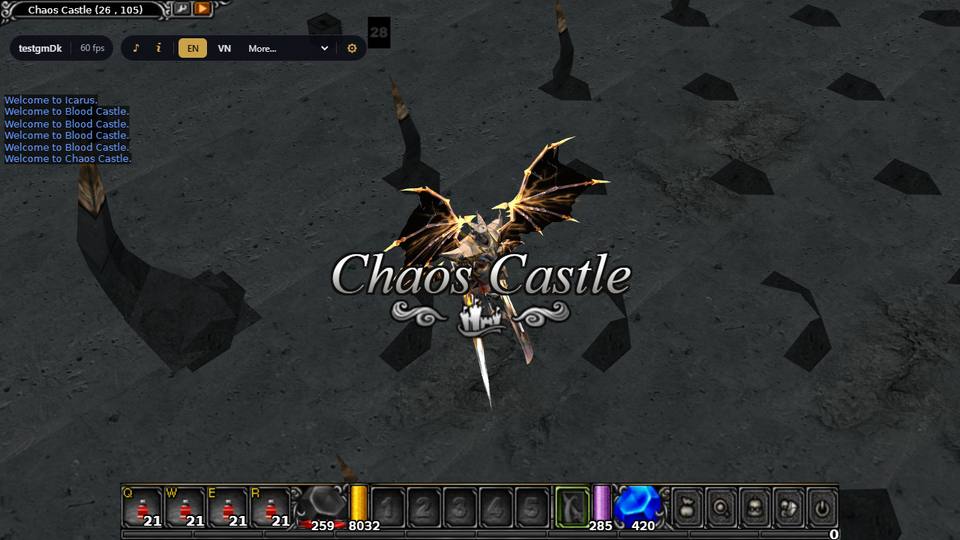 Chaos Castle (26 , 105)
28
testgmDk 60 fps EN VN More...
Welcome to Icarus.
Welcome to Blood Castle.
Welcome to Blood Castle.
Welcome to Blood Castle.
Welcome to Blood Castle.
Welcome to Chaos Castle.
Chaos Castle
Q W E R
1 2 3 4 5
21 21 21 21 259 8032 285 420
0